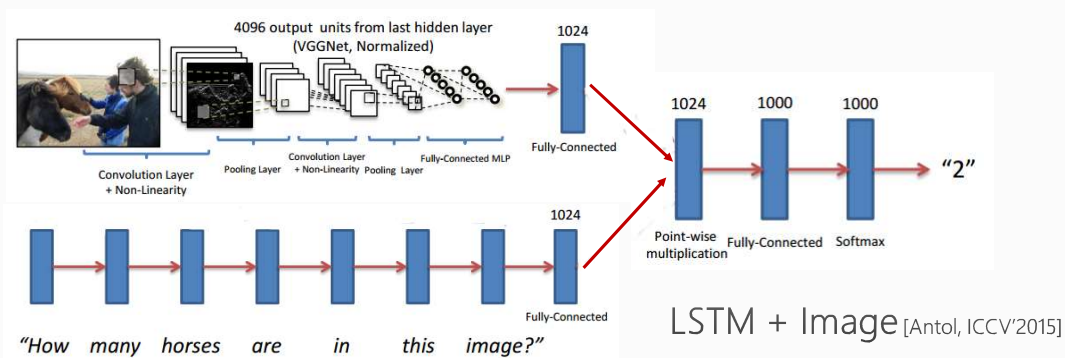 4096 output units from last hidden layer
(VGGNet, Normalized)
1024
Convolution Layer
+ Non-Linearity
Pooling Layer
Convolution Layer
+ Non-Linearity
Pooling Layer
Fully-Connected MLP
Fully-Connected
1024
Fully-Connected
"How many horses are in this image?"
1024
1000
1000
Point-wise
multiplication
Fully-Connected
Softmax
"2"
LSTM + Image [Antol, ICCV'2015]